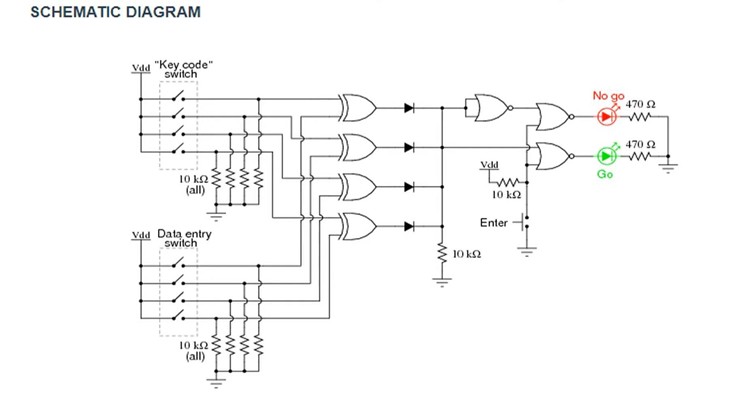 SCHEMATIC DIAGRAM
Vdd "Key code"
switch
10 kΩ
(all)
Vdd Data entry
switch
10 kΩ
(all)
10 kΩ
Vdd
10 kΩ
Enter
No go
470 Ω
470 Ω
Go